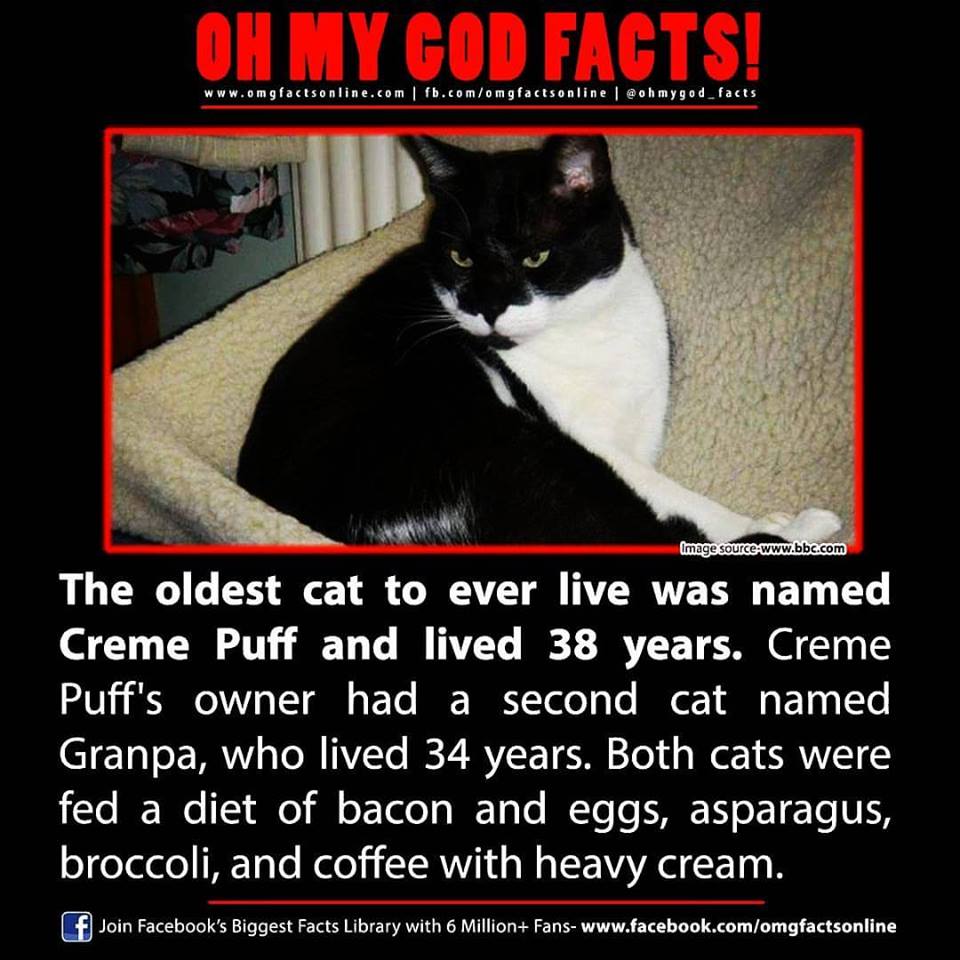 OH MY GOD FACTS!
www.omgfactsonline.com | fb.com/omgfactsonline | @ohmygod_facts
Image source-www.bbc.com
The oldest cat to ever live was named
Creme Puff and lived 38 years. Creme
Puff's owner had a second cat named
Granpa, who lived 34 years. Both cats were
fed a diet of bacon and eggs, asparagus,
broccoli, and coffee with heavy cream.
f Join Facebook's Biggest Facts Library with 6 Million+ Fans- www.facebook.com/omgfactsonline